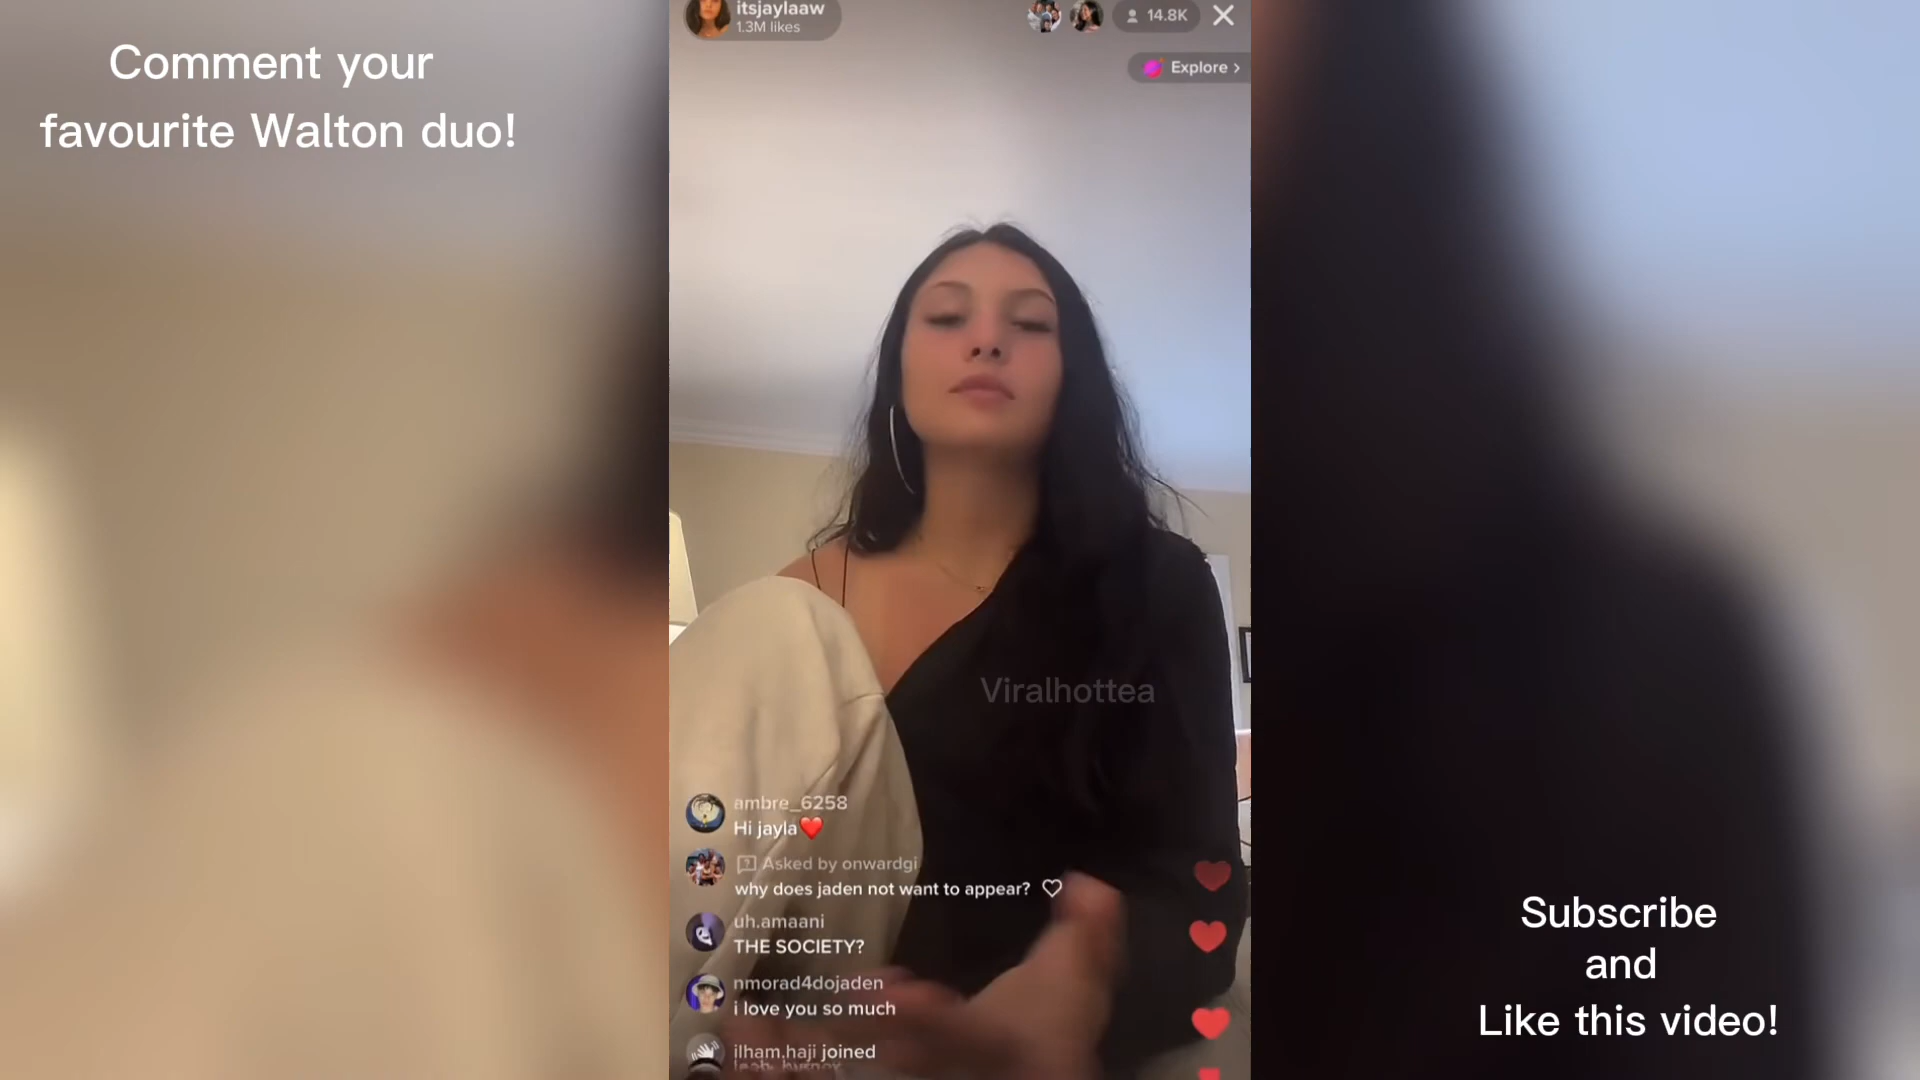 Comment your
favourite Walton duo!
itsjaylaaw
1.3M likes
14.8K
Explore >
Viralhottea
ambre_6258
Hi jayla❤️
Asked by onwardgi
why does jaden not want to appear?
uh.amaani
THE SOCIETY?
nmorad4dojaden
i love you so much
ilham.haji joined
Subscribe
and
Like this video!